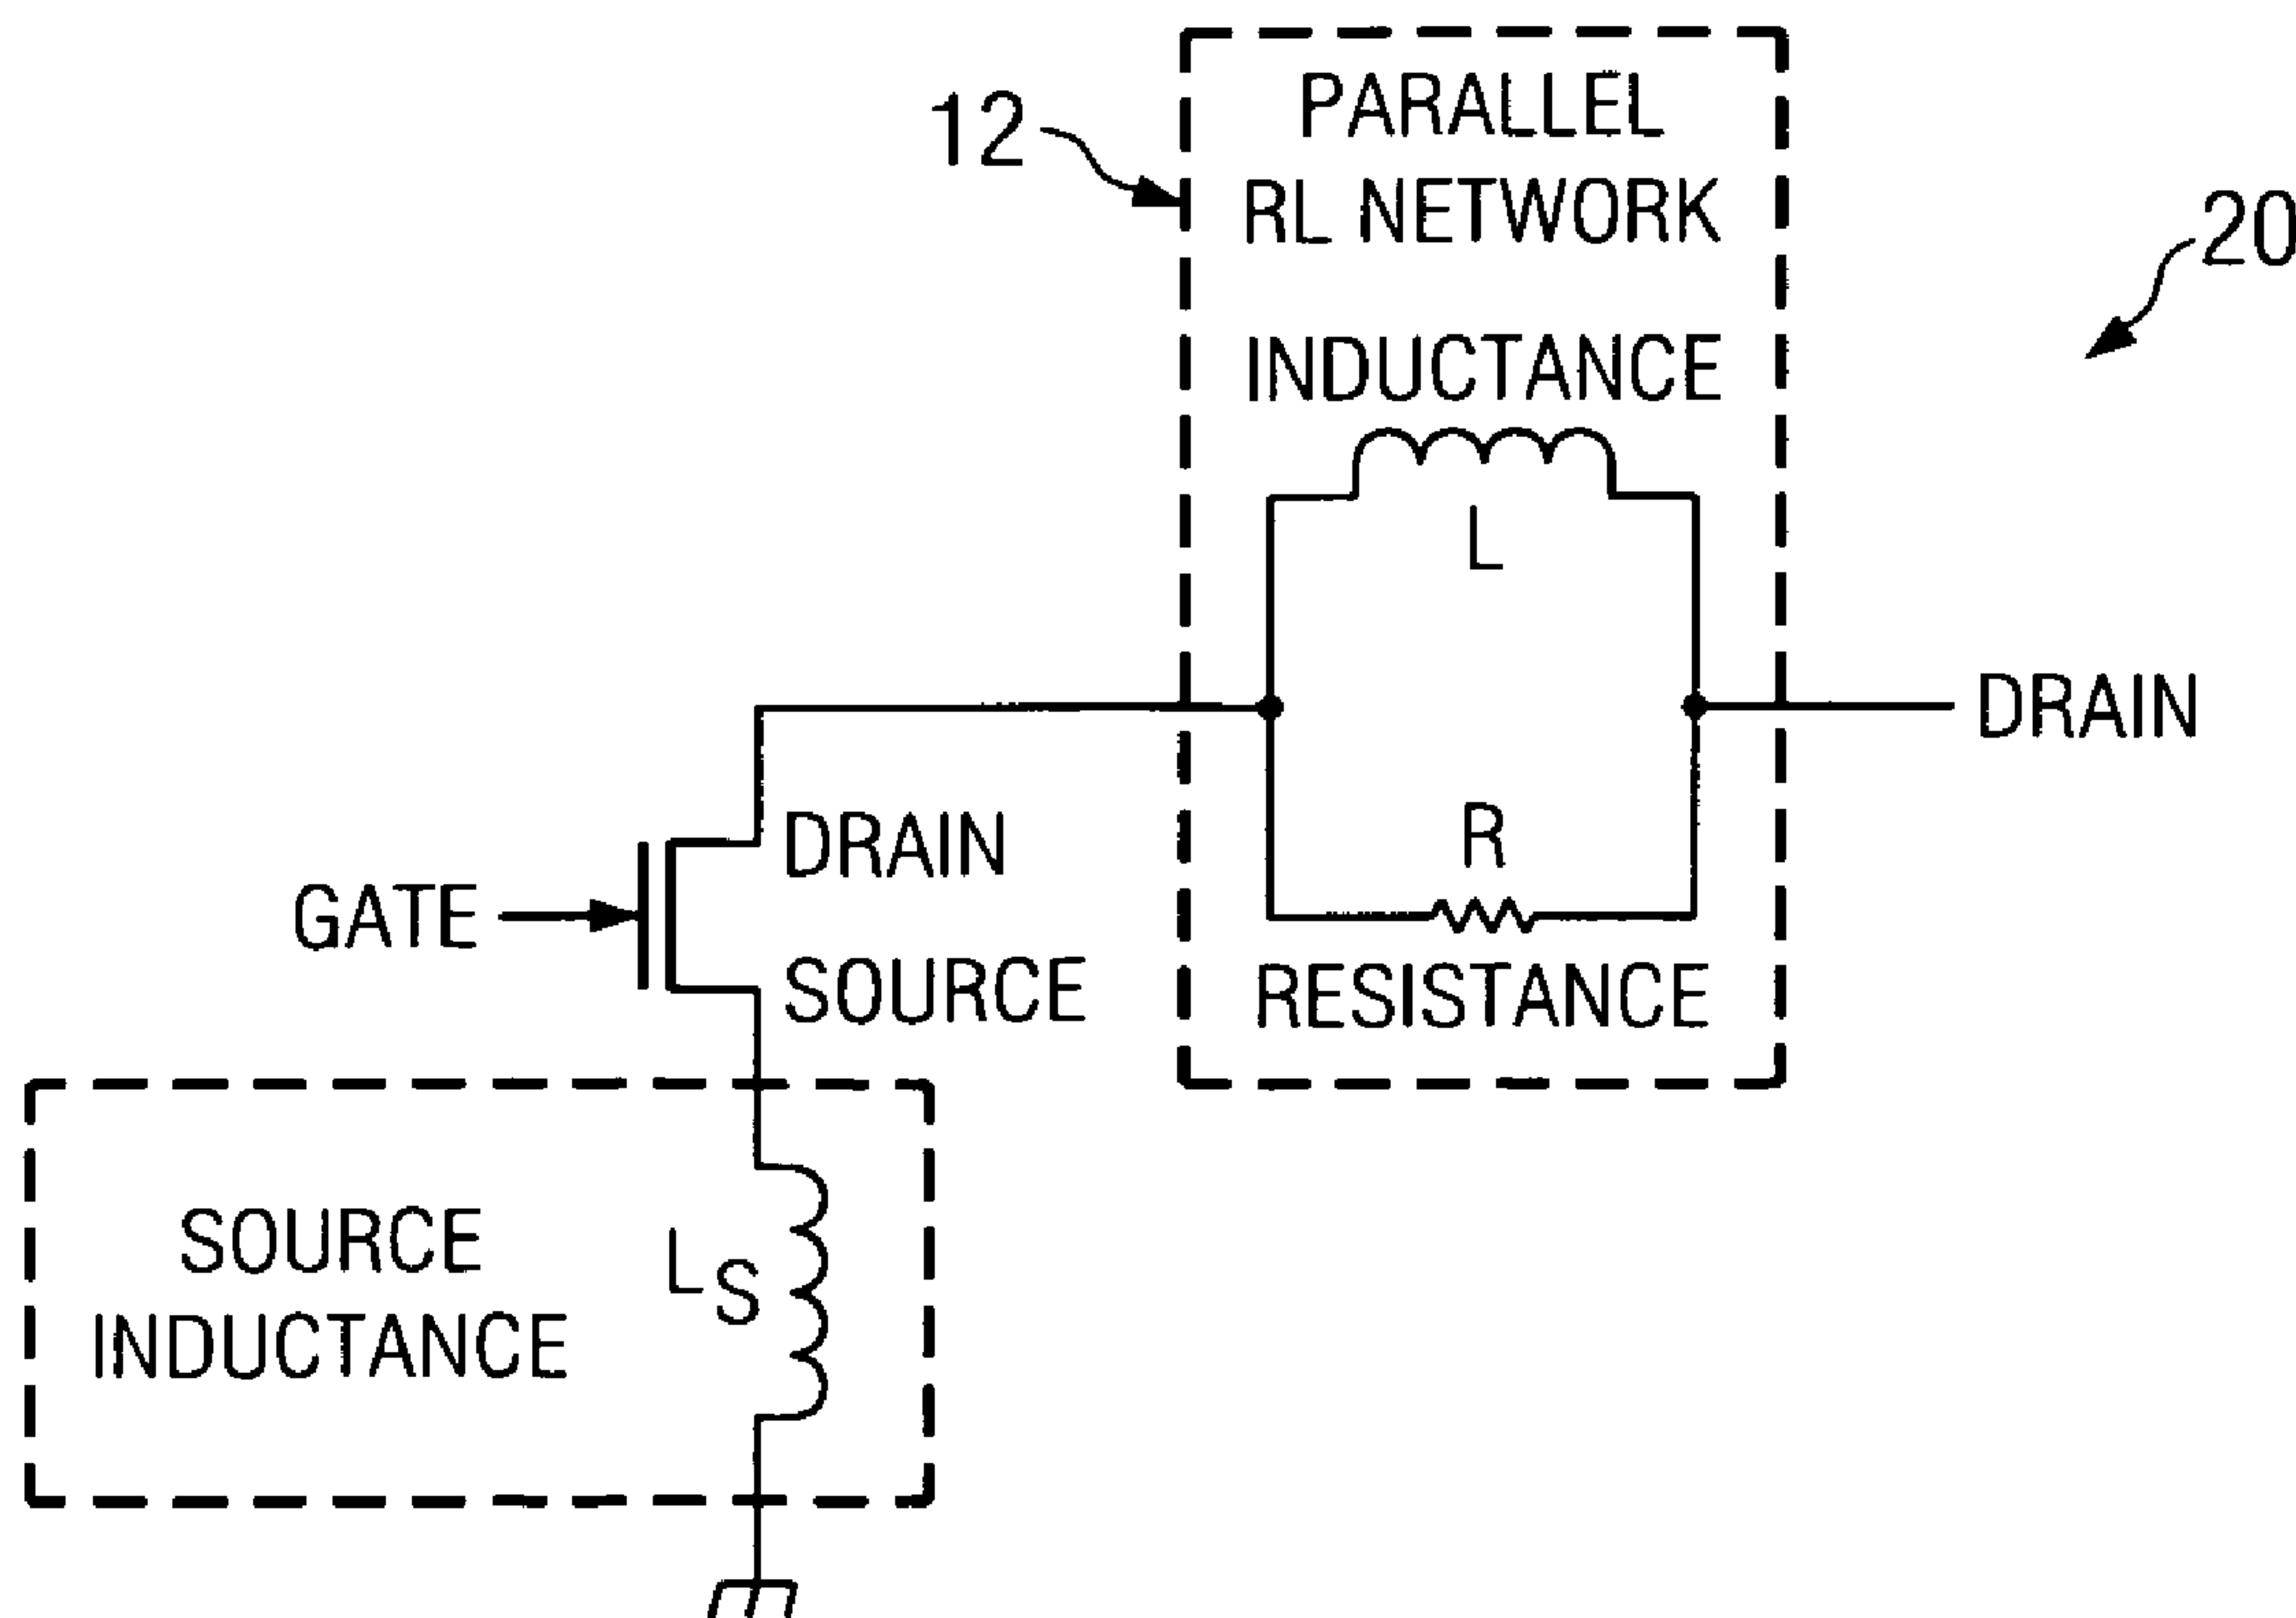 12
PARALLEL
RL NETWORK
20
INDUCTANCE
L
DRAIN
R
DRAIN
GATE
SOURCE
RESISTANCE
SOURCE
INDUCTANCE
LS